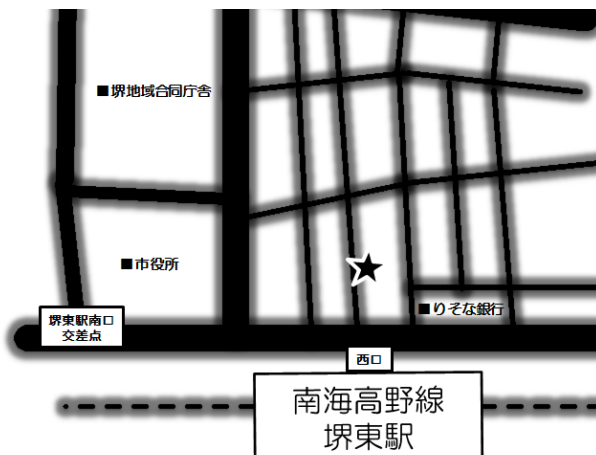 ■堺地域合同庁舎
■市役所
■りそな銀行
堺東駅南口
交差点
西口
南海高野線
堺東駅